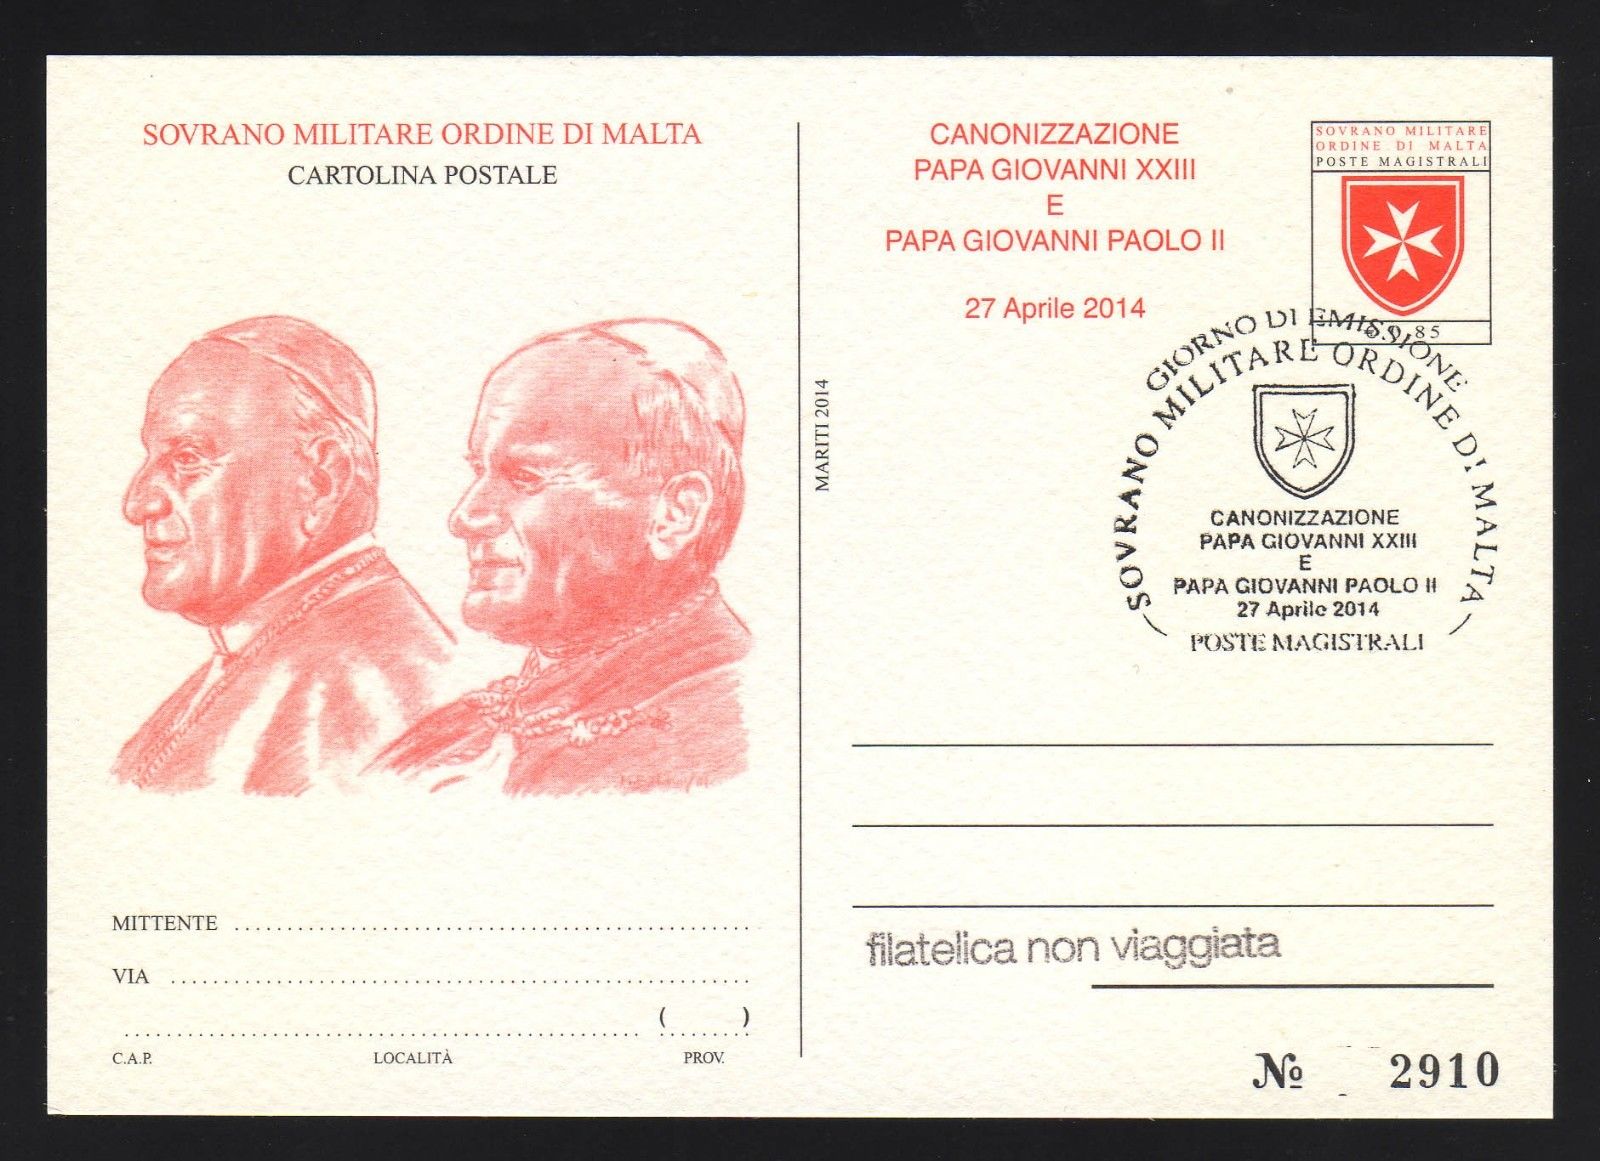 SOVRANO MILITARE ORDINE DI MALTA
CARTOLINA POSTALE
MITTENTE
VIA
( )
C.A.P. LOCALITÀ PROV.
MARITI 2014
CANONIZZAZIONE
PAPA GIOVANNI XXIII
E
PAPA GIOVANNI PAOLO II
27 Aprile 2014
SOVRANO MILITARE
ORDINE DI MALTA
POSTE MAGISTRALI
€ 0,85
GIORNO DI EMISSIONE
SOVRANO MILITARE ORDINE DI MALTA
CANONIZZAZIONE
PAPA GIOVANNI XXIII
E
PAPA GIOVANNI PAOLO II
27 Aprile 2014
POSTE MAGISTRALI
filatelica non viaggiata
№ 2910